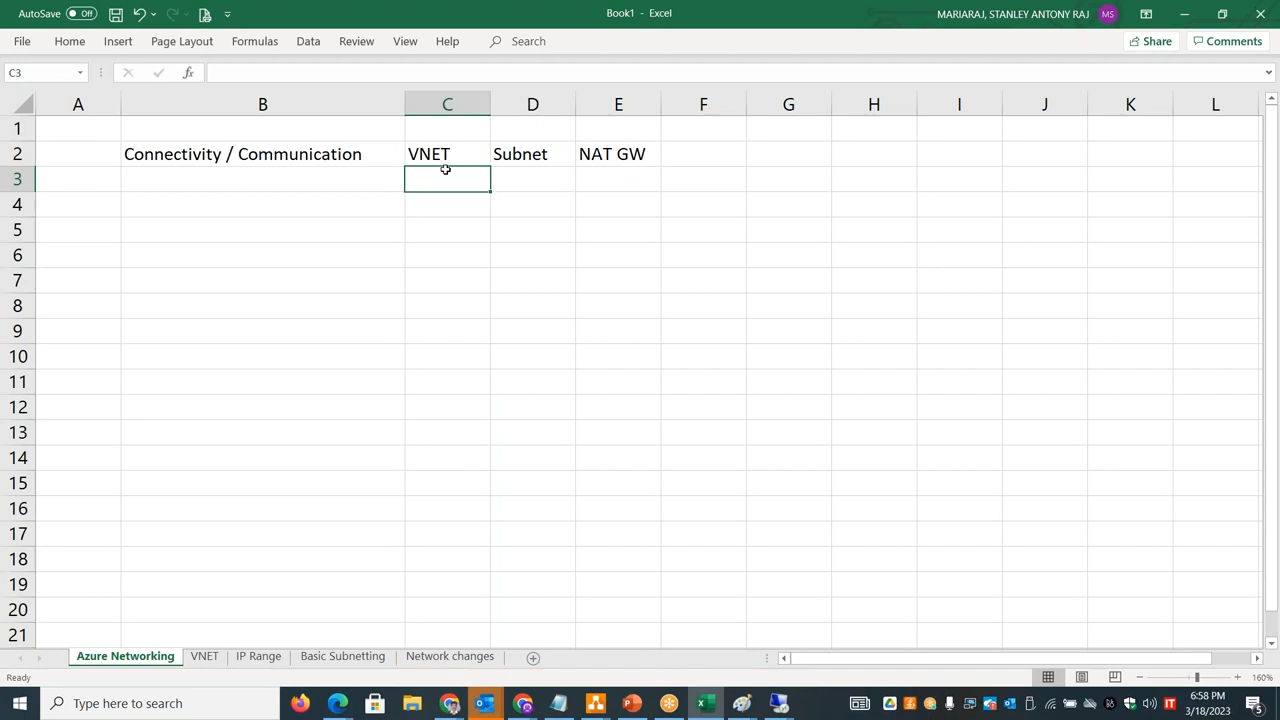 AutoSave Off Book1 - Excel MARIARAJ, STANLEY ANTONY RAJ MS
File Home Insert Page Layout Formulas Data Review View Help Search Share Comments
C3 fx
A B C D E F G H I J K L
1
2 Connectivity / Communication VNET Subnet NAT GW
3
4
5
6
7
8
9
10
11
12
13
14
15
16
17
18
19
20
21
Azure Networking VNET IP Range Basic Subnetting Network changes
Ready 160%
Type here to search IT 6:58 PM
3/18/2023 5